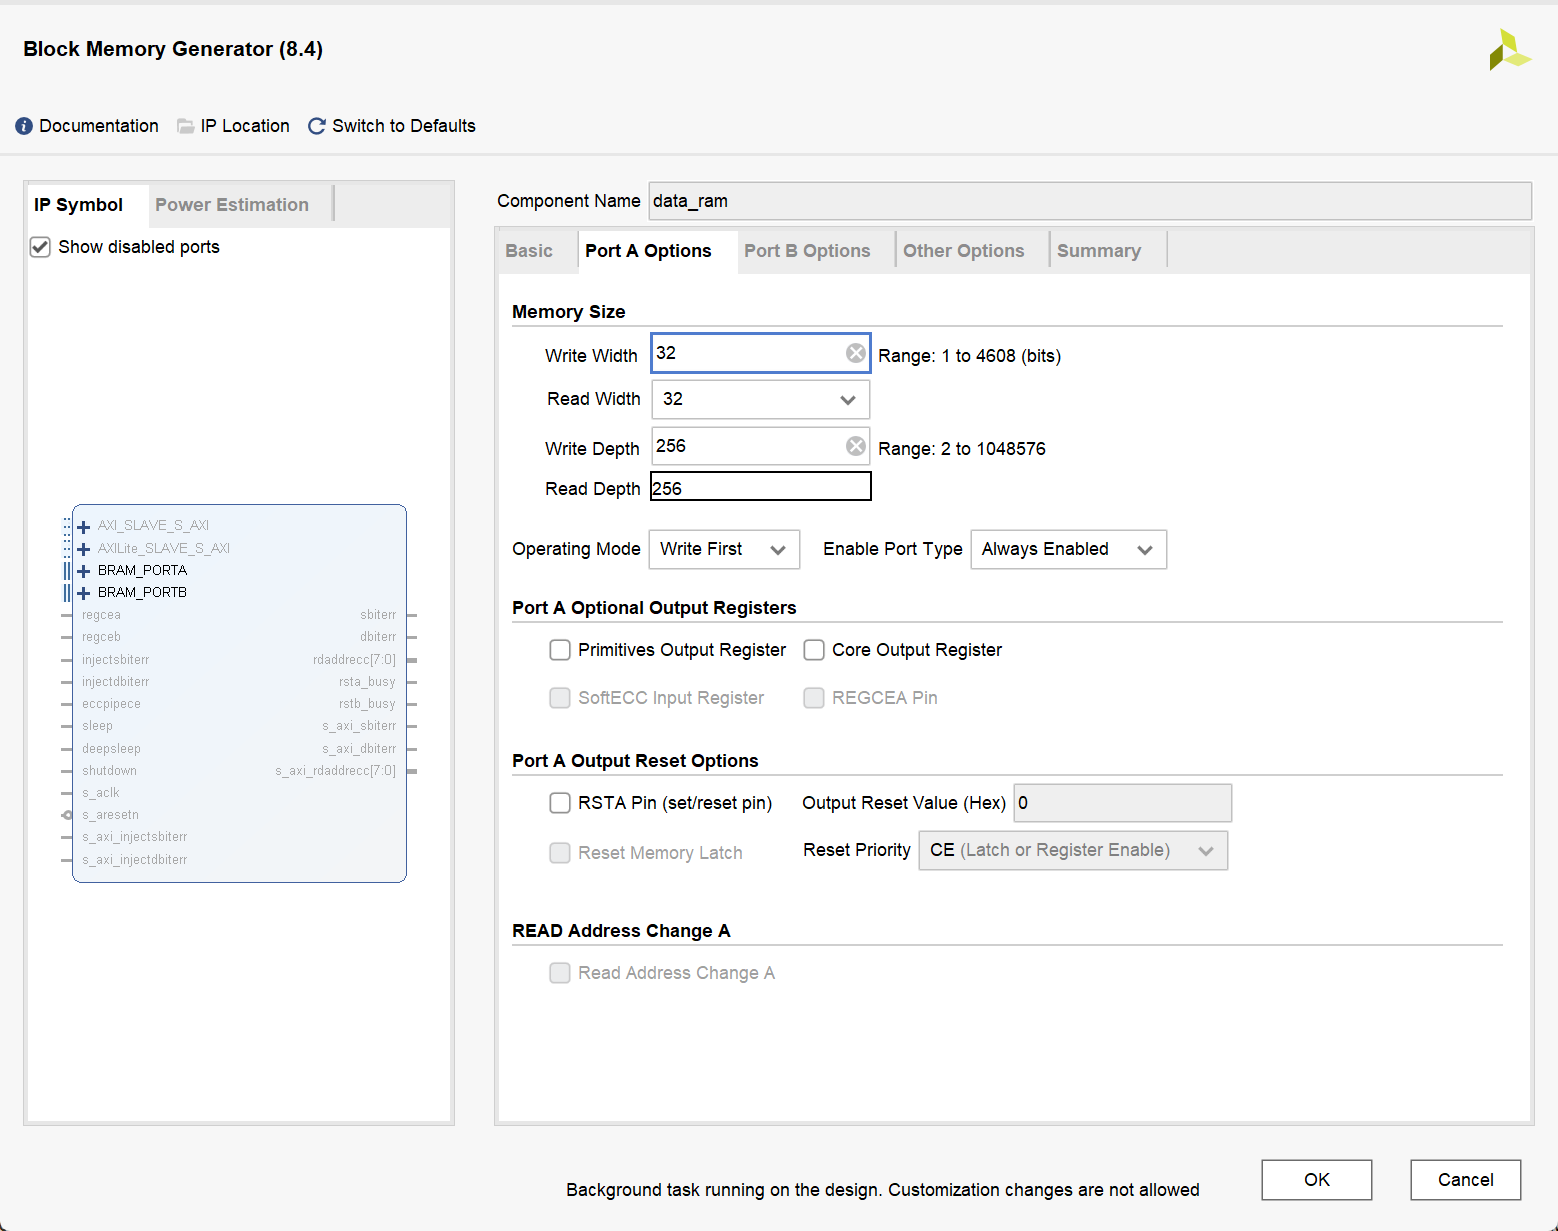 Block Memory Generator (8.4)
Documentation IP Location Switch to Defaults
IP Symbol Power Estimation
Show disabled ports
AXI_SLAVE_S_AXI
AXILite_SLAVE_S_AXI
BRAM_PORTA
BRAM_PORTB
regcea sbiterr
regceb dbiterr
injectsbiterr rdaddrecc[7:0]
injectdbiterr rsta_busy
eccpipece rstb_busy
sleep s_axi_sbiterr
deepsleep s_axi_dbiterr
shutdown s_axi_rdaddrecc[7:0]
s_aclk
s_aresetn
s_axi_injectsbiterr
s_axi_injectdbiterr
Component Name data_ram
Basic Port A Options Port B Options Other Options Summary
Memory Size
Write Width 32 Range: 1 to 4608 (bits)
Read Width 32
Write Depth 256 Range: 2 to 1048576
Read Depth 256
Operating Mode Write First Enable Port Type Always Enabled
Port A Optional Output Registers
Primitives Output Register Core Output Register
SoftECC Input Register REGCEA Pin
Port A Output Reset Options
RSTA Pin (set/reset pin) Output Reset Value (Hex) 0
Reset Memory Latch Reset Priority CE (Latch or Register Enable)
READ Address Change A
Read Address Change A
Background task running on the design. Customization changes are not allowed
OK Cancel